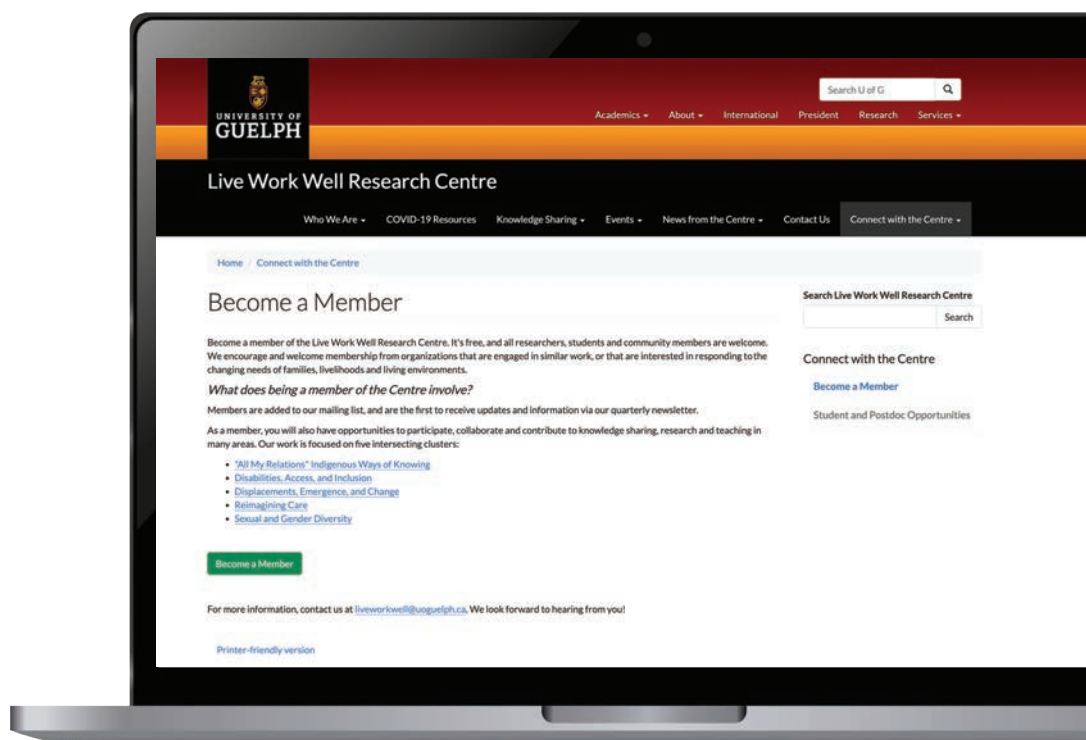 UNIVERSITY OF
GUELPH
Search U of G
Academics
About
International
President
Research
Services
Live Work Well Research Centre
Who We Are
COVID-19 Resources
Knowledge Sharing
Events
News from the Centre
Contact Us
Connect with the Centre
Home / Connect with the Centre
Become a Member
Become a member of the Live Work Well Research Centre. It's free, and all researchers, students and community members are welcome.
We encourage and welcome membership from organizations that are engaged in similar work, or that are interested in responding to the
changing needs of families, livelihoods and living environments.
What does being a member of the Centre involve?
Members are added to our mailing list, and are the first to receive updates and information via our quarterly newsletter.
As a member, you will also have opportunities to participate, collaborate and contribute to knowledge sharing, research and teaching in
many areas. Our work is focused on five intersecting clusters:
• "All My Relations" Indigenous Ways of Knowing
• Disabilities, Access, and Inclusion
• Displacements, Emergence, and Change
• Reimagining Care
• Sexual and Gender Diversity
Become a Member
For more information, contact us at liveworkwell@uoguelph.ca. We look forward to hearing from you!
Printer-friendly version
Search Live Work Well Research Centre
Search
Connect with the Centre
Become a Member
Student and Postdoc Opportunities